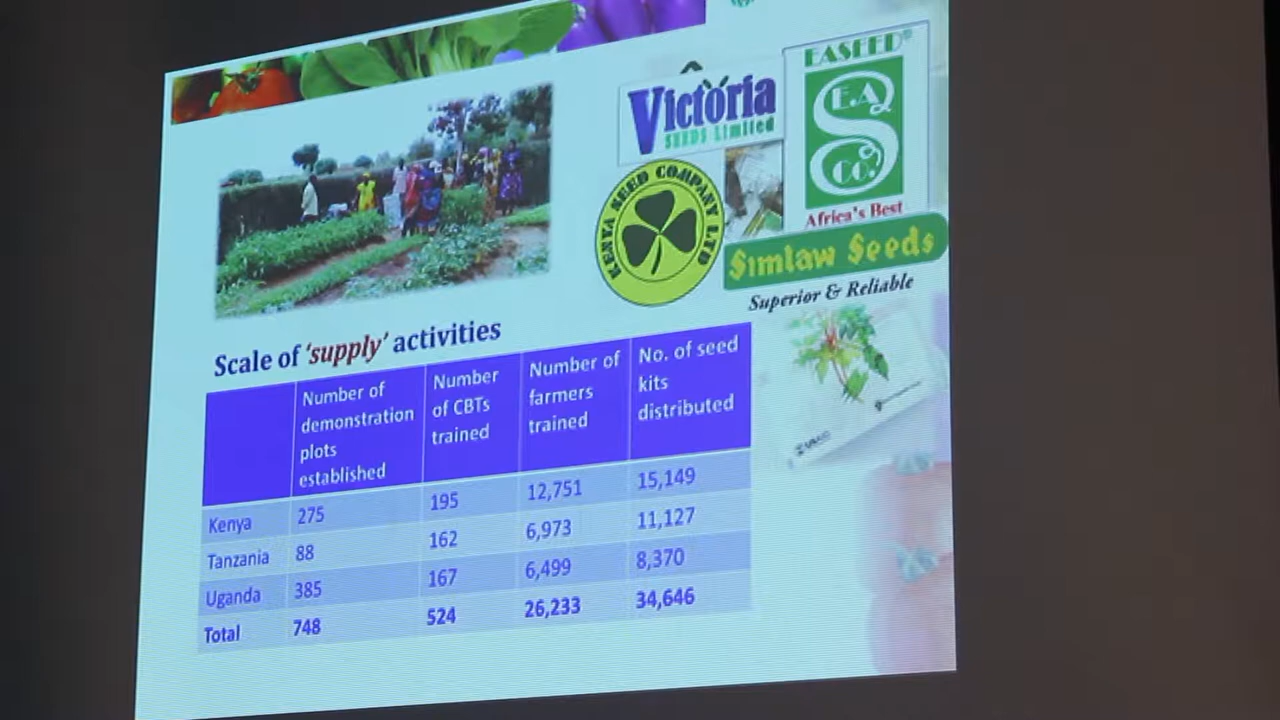 EASEED®
Victoria
SEEDS Limited
E.A
S
& CO.
Africa's Best
KENYA SEED COMPANY LTD
Simlaw Seeds
Superior & Reliable
Scale of 'supply' activities
Number of demonstration plots established
Number of CBTs trained
Number of farmers trained
No. of seed kits distributed
Kenya 275 195 12,751 15,149
Tanzania 88 162 6,973 11,127
Uganda 385 167 6,499 8,370
Total 748 524 26,233 34,646
USAID